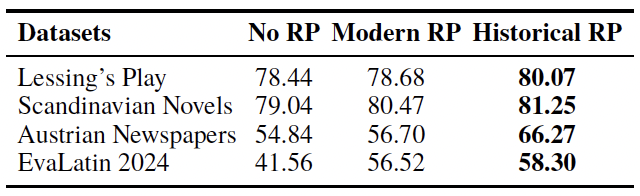 Datasets No RP Modern RP Historical RP
Lessing's Play 78.44 78.68 80.07
Scandinavian Novels 79.04 80.47 81.25
Austrian Newspapers 54.84 56.70 66.27
EvaLatin 2024 41.56 56.52 58.30